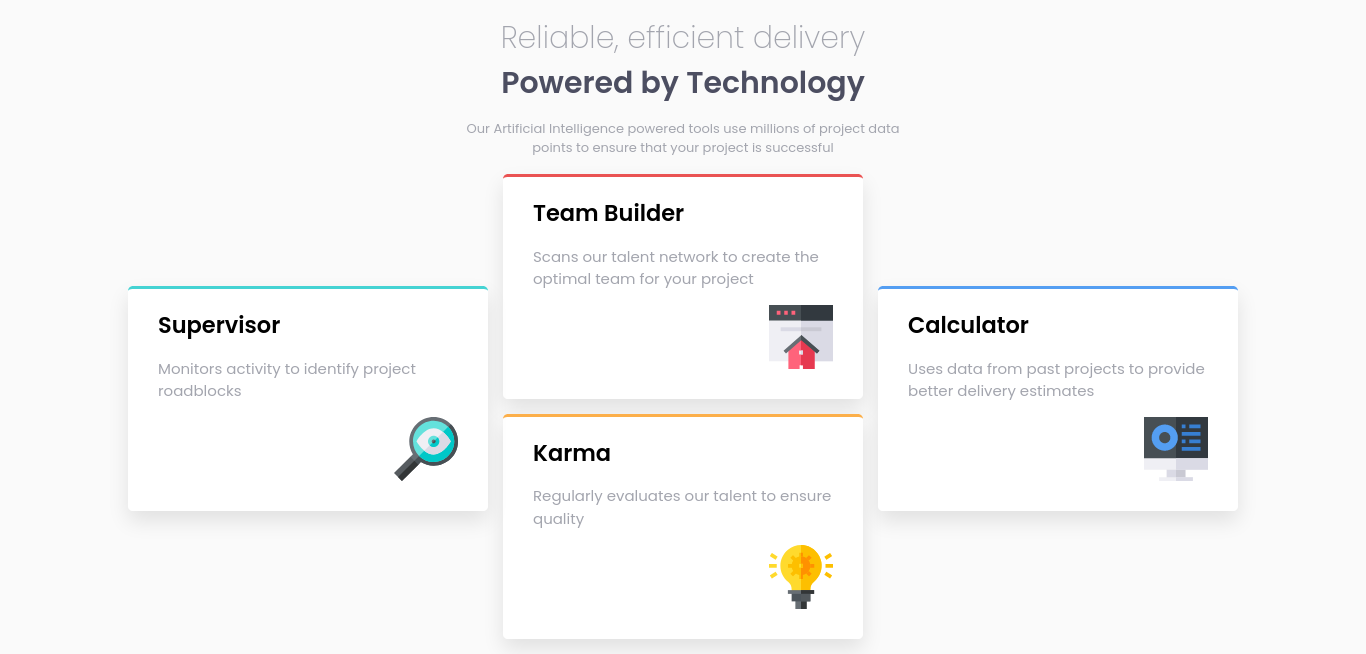 Reliable, efficient delivery
Powered by Technology
Our Artificial Intelligence powered tools use millions of project data
points to ensure that your project is successful
Supervisor
Monitors activity to identify project
roadblocks
Team Builder
Scans our talent network to create the
optimal team for your project
Karma
Regularly evaluates our talent to ensure
quality
Calculator
Uses data from past projects to provide
better delivery estimates